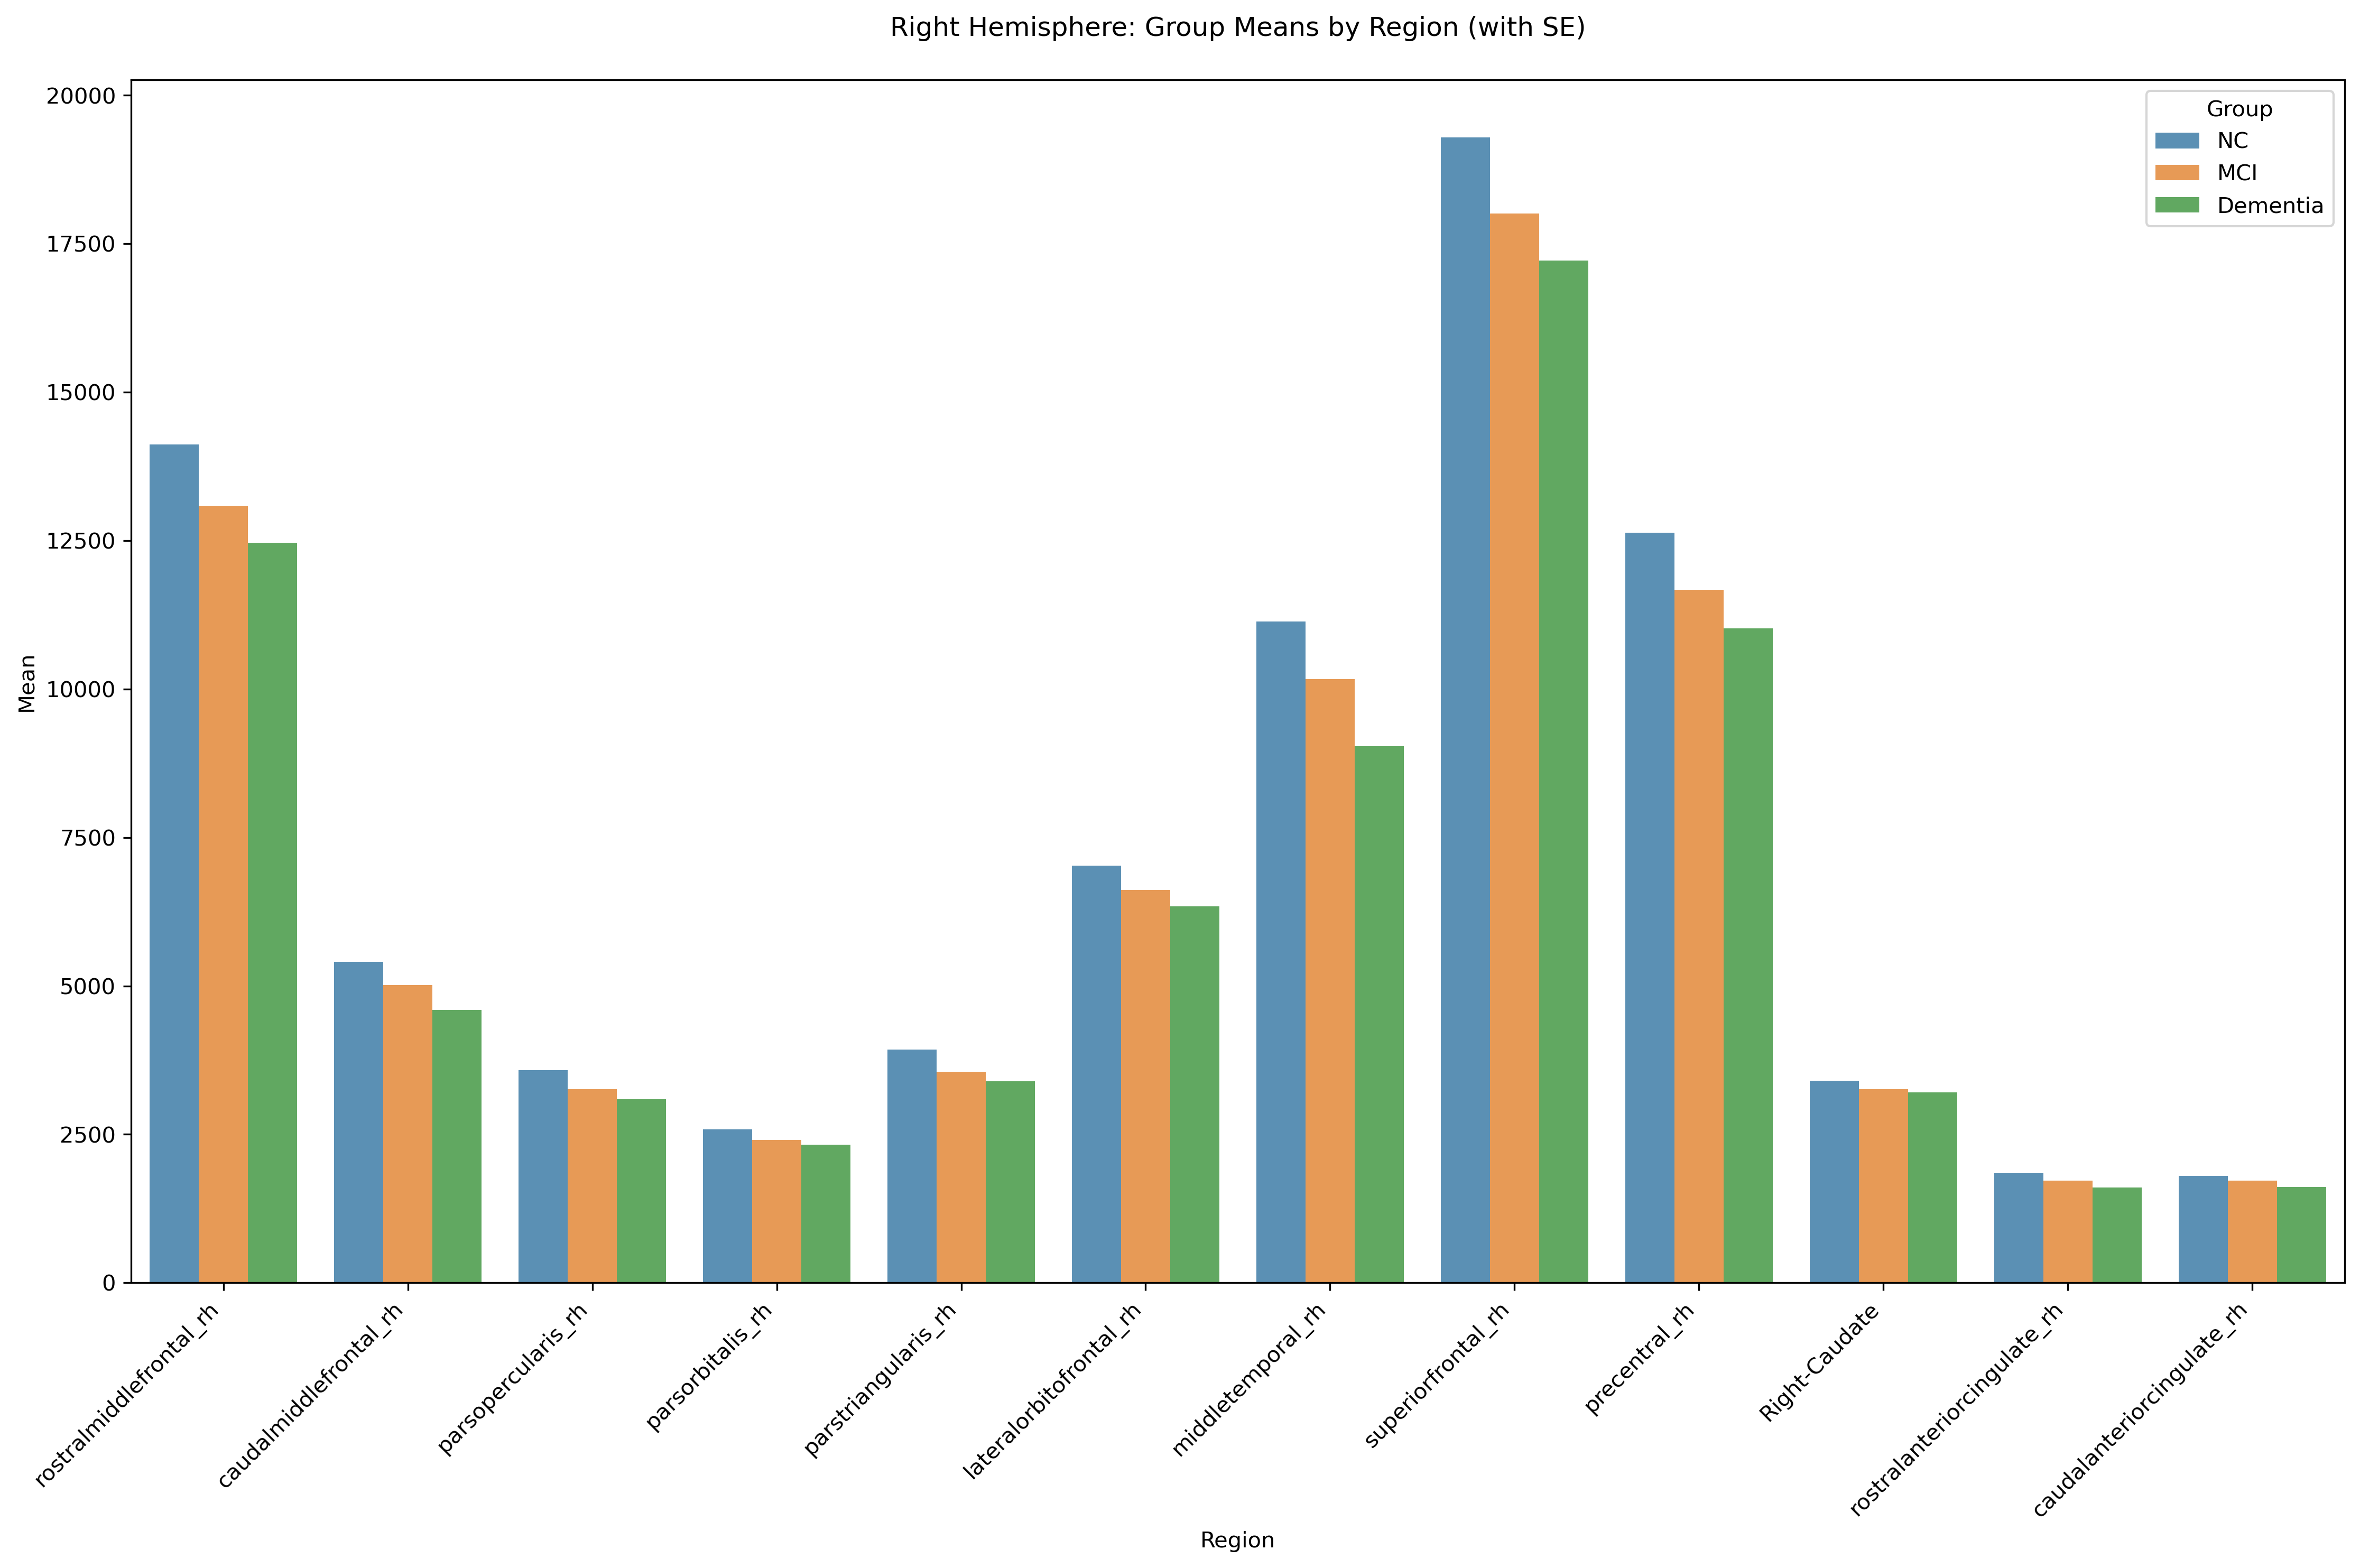 Right Hemisphere: Group Means by Region (with SE)
Group
NC
MCI
Dementia
20000
17500
15000
12500
10000
7500
5000
2500
0
Mean
rostralmiddlefrontal_rh
caudalmiddlefrontal_rh
parsopercularis_rh
parsorbitalis_rh
parstriangularis_rh
lateralorbitofrontal_rh
middletemporal_rh
superiorfrontal_rh
precentral_rh
Right-Caudate
rostralanteriorcingulate_rh
caudalanteriorcingulate_rh
Region